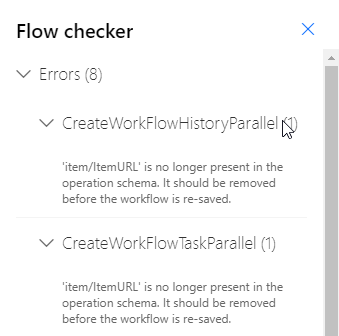 Flow checker
Errors (8)
CreateWorkFlowHistoryParallel (1)
'item/ItemURL' is no longer present in the
operation schema. It should be removed
before the workflow is re-saved.
CreateWorkFlowTaskParallel (1)
'item/ItemURL' is no longer present in the
operation schema. It should be removed
before the workflow is re-saved.